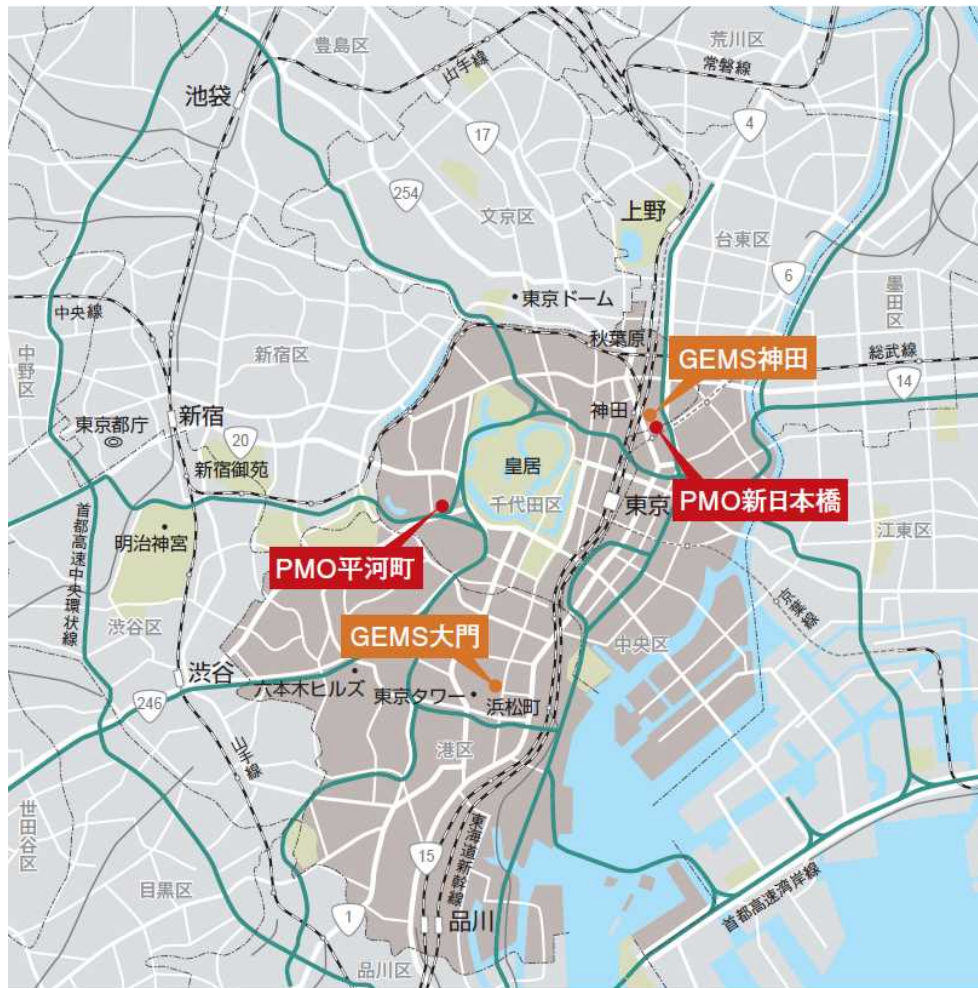 豊島区
荒川区
山手線
常磐線
池袋
4
17
254
文京区
上野
台東区
6
東京ドーム
墨田区
中央線
秋葉原
GEMS神田
総武線
14
中野区
新宿区
新宿
神田
東京都庁
20
新宿御苑
皇居
千代田区
東京
PMO新日本橋
首都高速中央環状線
明治神宮
PMO平河町
江東区
京葉線
渋谷区
GEMS大門
中央区
渋谷
六本木ヒルズ
東京タワー
浜松町
246
山手線
港区
世田谷区
15
東海道新幹線
首都高速湾岸線
目黒区
1
品川
品川区